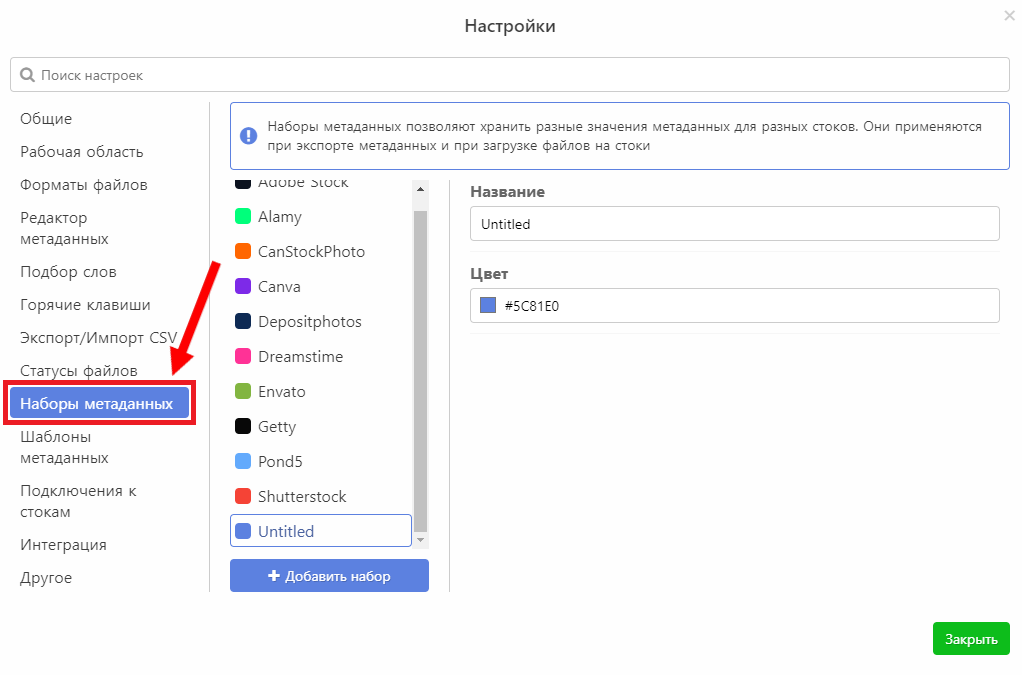 Настройки
Поиск настроек
Общие
Рабочая область
Форматы файлов
Редактор
метаданных
Подбор слов
Горячие клавиши
Экспорт/Импорт CSV
Статусы файлов
Наборы метаданных
Шаблоны
метаданных
Подключения к
стокам
Интеграция
Другое
Наборы метаданных позволяют хранить разные значения метаданных для разных стоков. Они применяются
при экспорте метаданных и при загрузке файлов на стоки
Adobe Stock
Alamy
CanStockPhoto
Canva
Depositphotos
Dreamstime
Envato
Getty
Pond5
Shutterstock
Untitled
Добавить набор
Название
Untitled
Цвет
#5C81E0
Закрыть